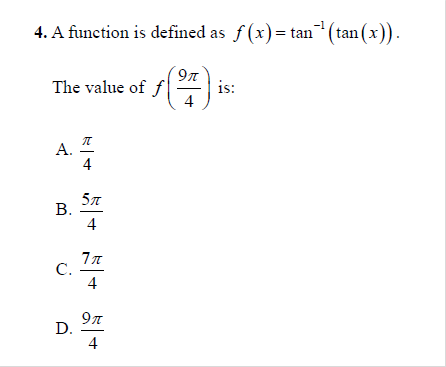 4. A function is defined as f(x) = tan⁻¹(tan(x)).
The value of f(9π/4) is:
A. π/4
B. 5π/4
C. 7π/4
D. 9π/4